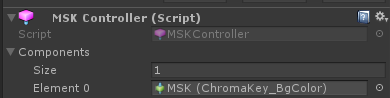 MSK Controller (Script)
Script MSKController
Components
Size 1
Element 0 MSK (ChromaKey_BgColor)